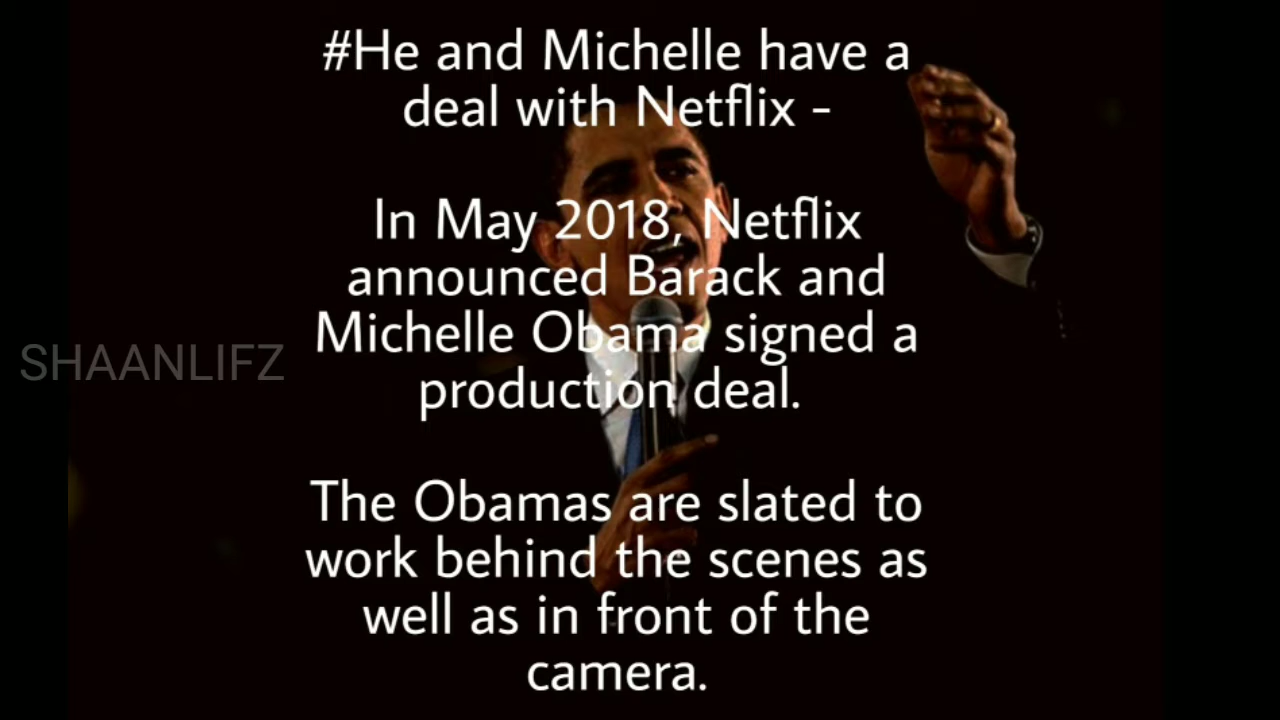 #He and Michelle have a
deal with Netflix -
In May 2018, Netflix
announced Barack and
Michelle Obama signed a
production deal.
SHAANLIFZ
The Obamas are slated to
work behind the scenes as
well as in front of the
camera.